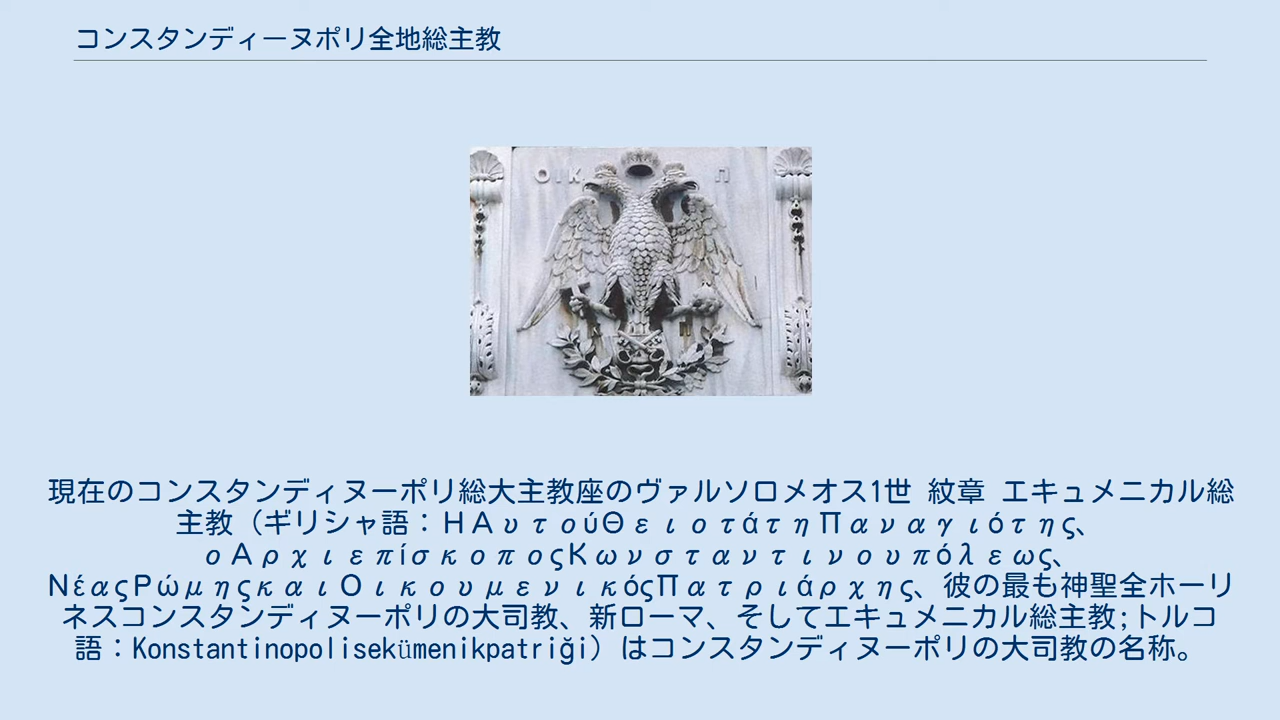 コンスタンディーヌポリ全地総主教
ΟΙΚ Π
現在のコンスタンディヌーポリ総大主教座のヴァルソロメオス1世 紋章 エキュメニカル総
主教（ギリシャ語：ΗΑυτούΘειοτάτηΠαναγιότης、
οΑρχιεπίσκοποςΚωνσταντινουπόλεως、
ΝέαςΡώμηςκαιΟικουμενικόςΠατριάρχης、彼の最も神聖全ホーリ
ネスコンスタンディヌーポリの大司教、新ローマ、そしてエキュメニカル総主教;トルコ
語：Konstantinopolisekümenikpatriği）はコンスタンディヌーポリの大司教の名称。